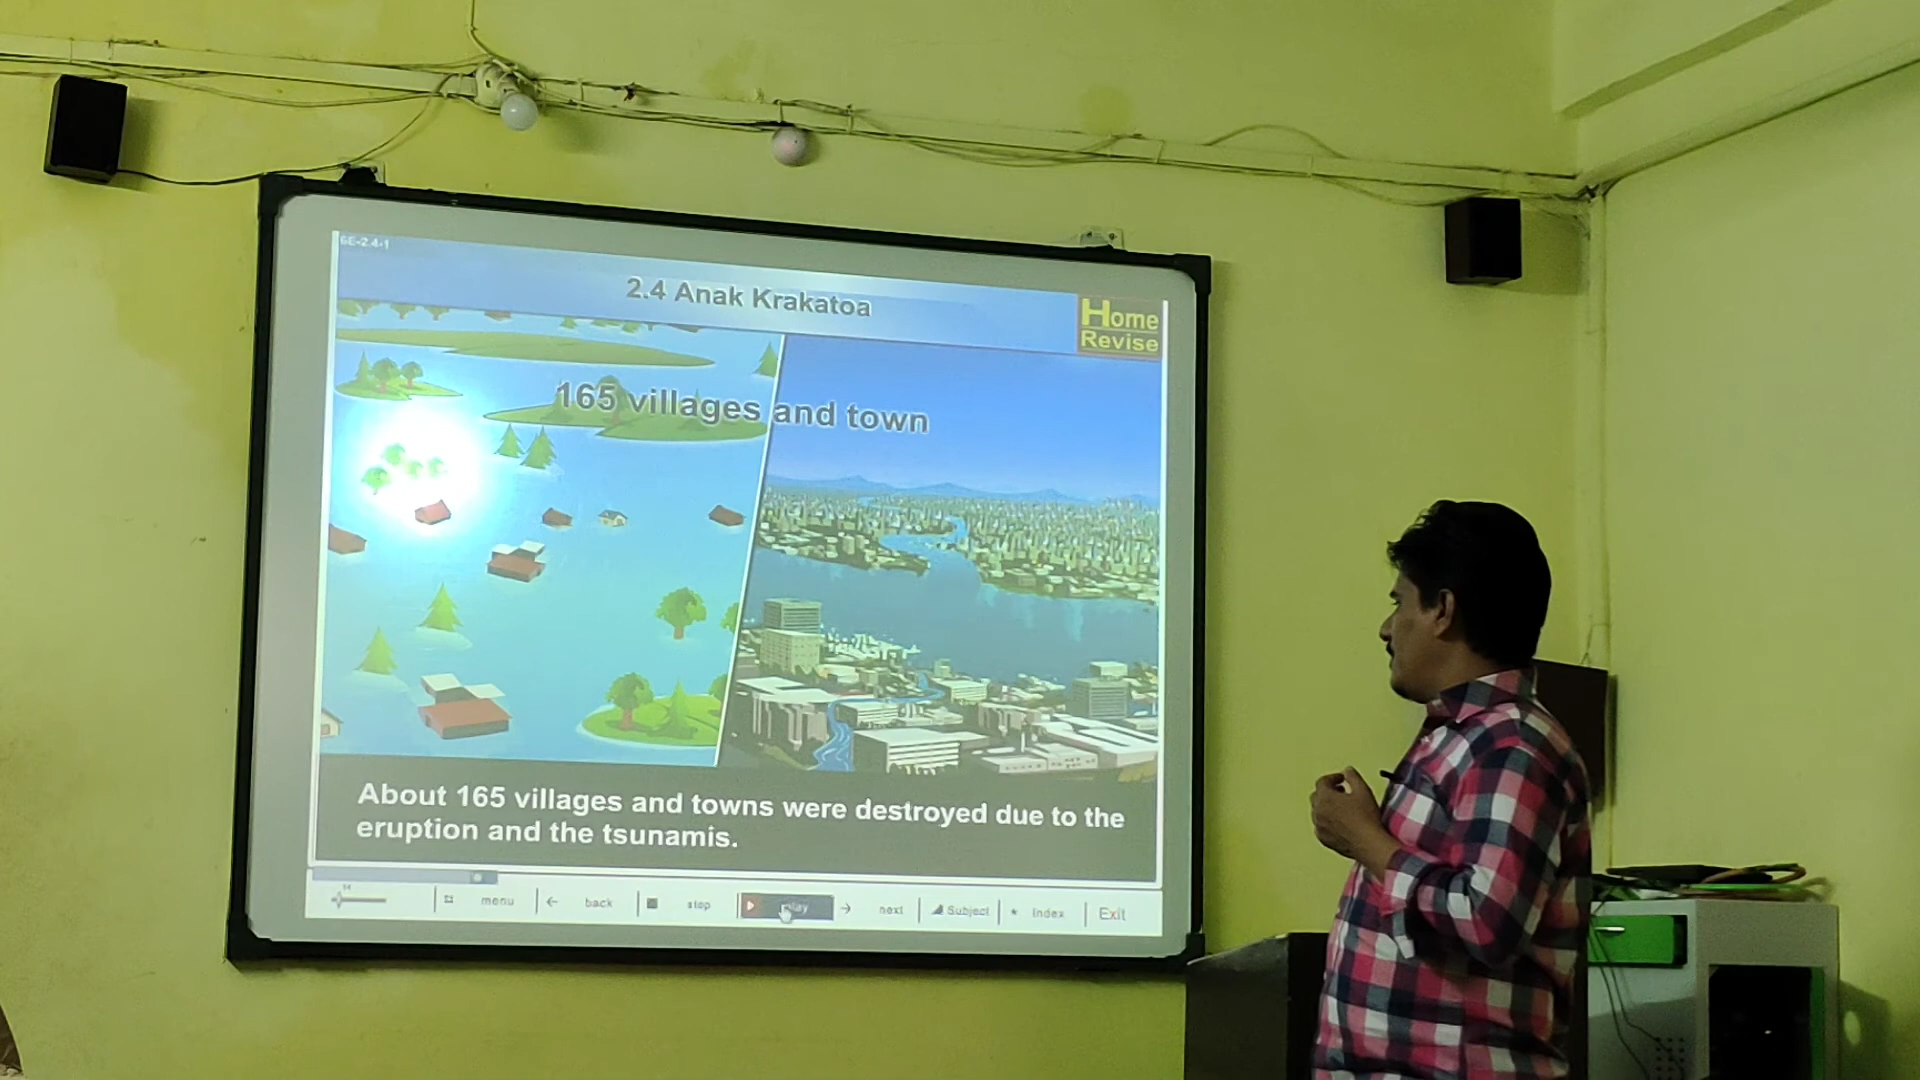 6E-2.4-1
2.4 Anak Krakatoa
Home
Revise
165 villages and town
About 165 villages and towns were destroyed due to the
eruption and the tsunamis.
menu back stop play next Subject Index Exit